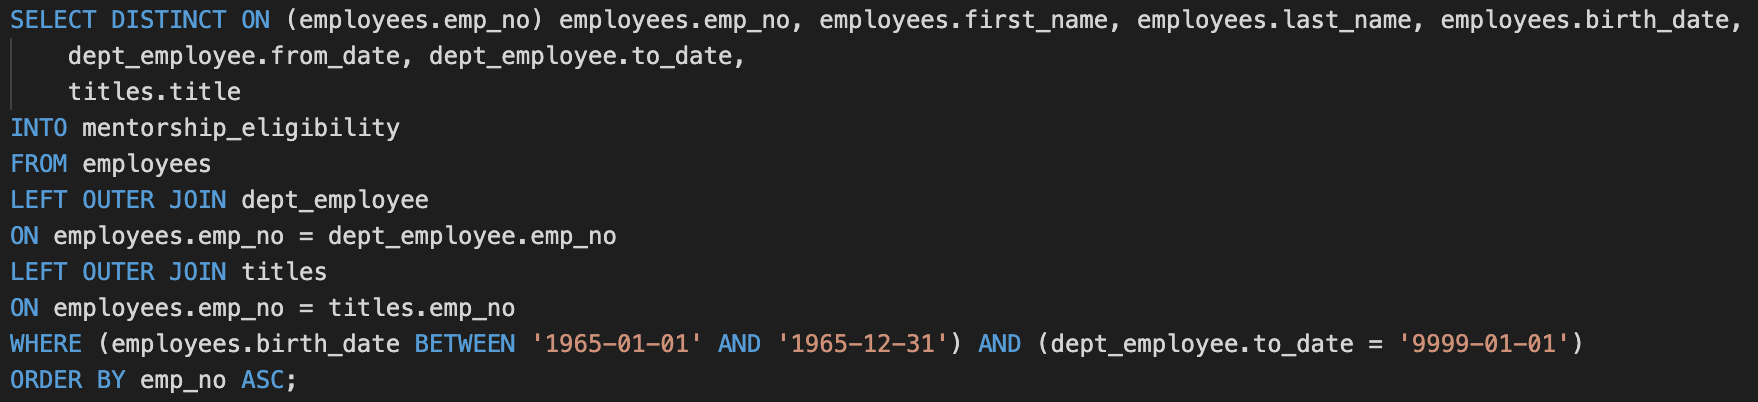 SELECT DISTINCT ON (employees.emp_no) employees.emp_no, employees.first_name, employees.last_name, employees.birth_date,
    dept_employee.from_date, dept_employee.to_date,
    titles.title
INTO mentorship_eligibility
FROM employees
LEFT OUTER JOIN dept_employee
ON employees.emp_no = dept_employee.emp_no
LEFT OUTER JOIN titles
ON employees.emp_no = titles.emp_no
WHERE (employees.birth_date BETWEEN '1965-01-01' AND '1965-12-31') AND (dept_employee.to_date = '9999-01-01')
ORDER BY emp_no ASC;